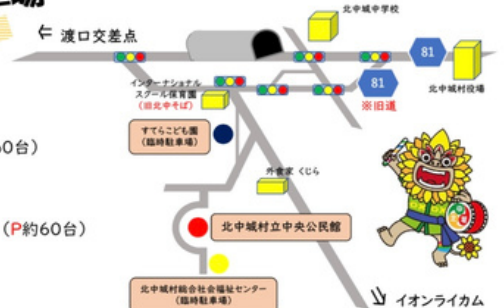 ← 渡口交差点
北中城中学校
81
北中城村役場
81
※旧道
インターナショナル
スクール保育園
(旧北中そば)
すてらこども園
(臨時駐車場)
0台)
外食家 くじら
(P約60台)
北中城村立中央公民館
北中城村総合社会福祉センター
(臨時駐車場)
イオンライカム